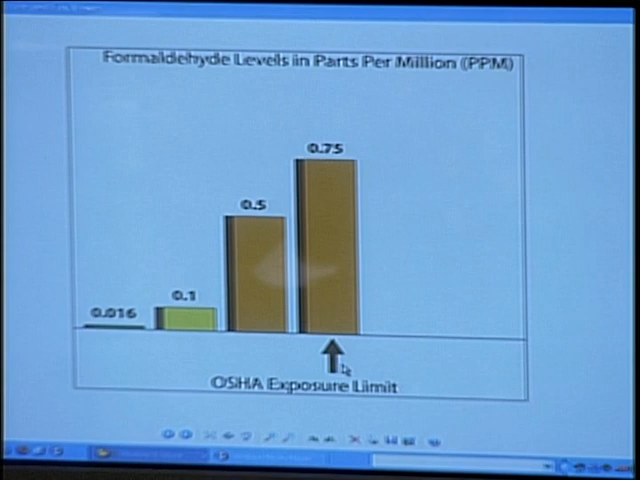 Formaldehyde Levels in Parts Per Million (PPM)
0.75
0.5
0.1
0.016
OSHA Exposure Limit